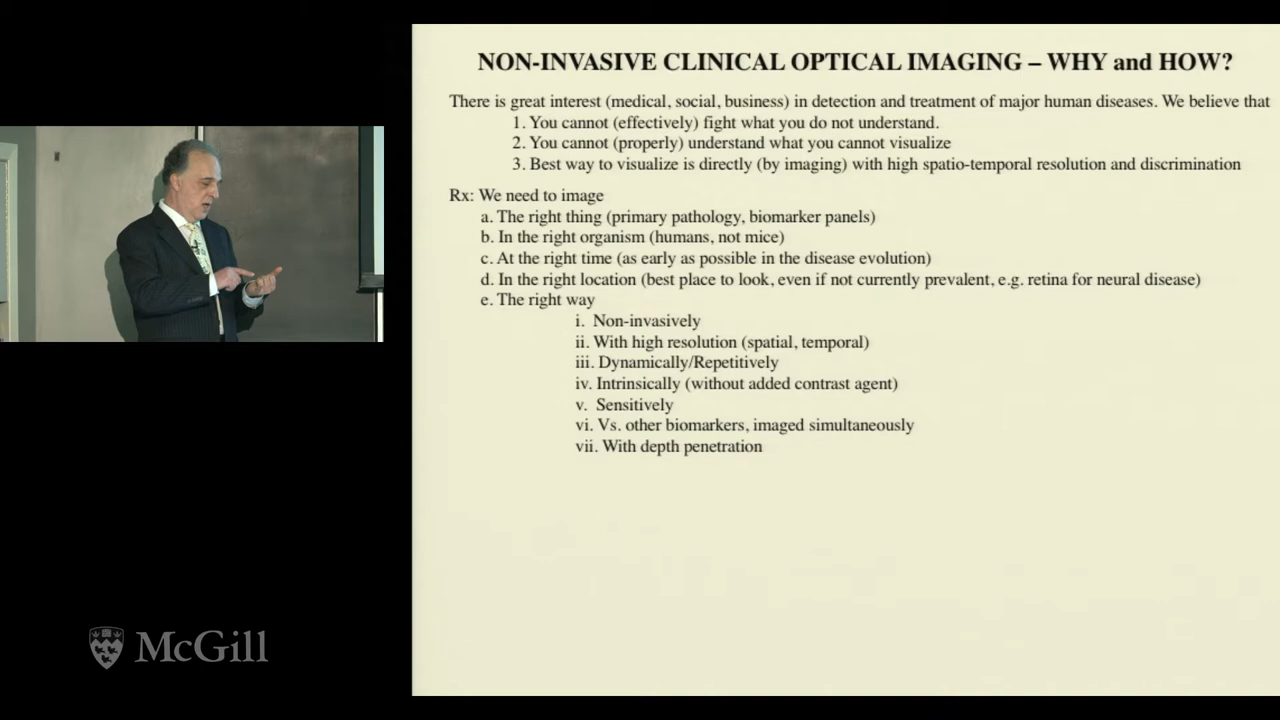 NON-INVASIVE CLINICAL OPTICAL IMAGING – WHY and HOW?
There is great interest (medical, social, business) in detection and treatment of major human diseases. We believe that
1. You cannot (effectively) fight what you do not understand.
2. You cannot (properly) understand what you cannot visualize
3. Best way to visualize is directly (by imaging) with high spatio-temporal resolution and discrimination
Rx: We need to image
a. The right thing (primary pathology, biomarker panels)
b. In the right organism (humans, not mice)
c. At the right time (as early as possible in the disease evolution)
d. In the right location (best place to look, even if not currently prevalent, e.g. retina for neural disease)
e. The right way
i. Non-invasively
ii. With high resolution (spatial, temporal)
iii. Dynamically/Repetitively
iv. Intrinsically (without added contrast agent)
v. Sensitively
vi. Vs. other biomarkers, imaged simultaneously
vii. With depth penetration
McGill